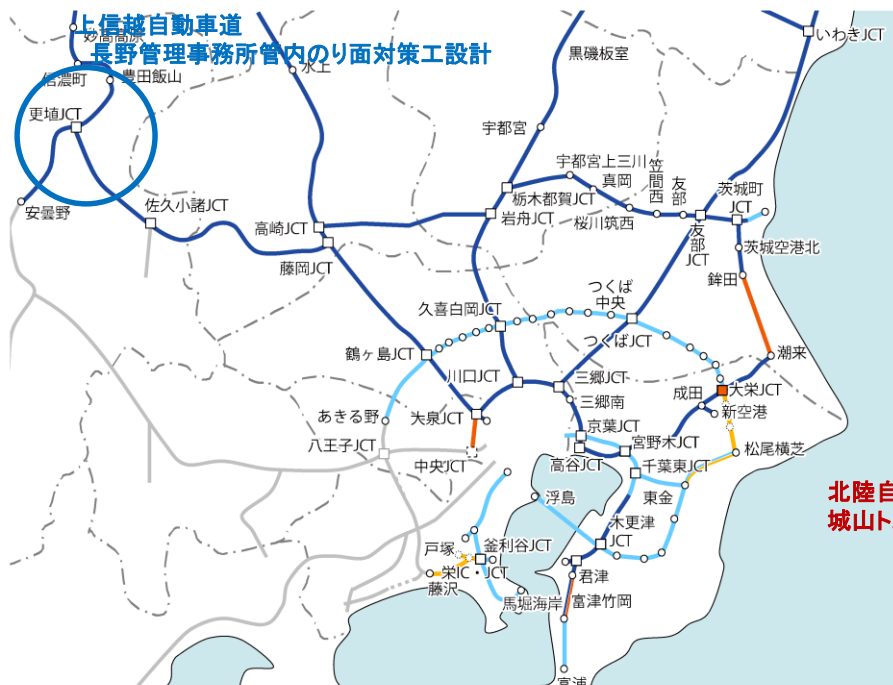 上信越自動車道
長野管理事務所管内のり面対策工設計
妙高高原
信濃町
豊田飯山
水上
黒磯板室
いわきJCT
更埴JCT
宇都宮
宇都宮上三川
真岡
笠間西
友部
茨城町
JCT
安曇野
佐久小諸JCT
高崎JCT
栃木都賀JCT
岩舟JCT
桜川筑西
友部
JCT
茨城空港北
藤岡JCT
鉾田
つくば
中央
久喜白岡JCT
つくばJCT
鶴ヶ島JCT
潮来
川口JCT
三郷JCT
成田
大栄JCT
三郷南
新空港
あきる野
大泉JCT
京葉JCT
八王子JCT
宮野木JCT
中央JCT
高谷JCT
千葉東JCT
松尾横芝
浮島
東金
北陸自
城山ト
木更津
JCT
戸塚
釜利谷JCT
栄IC・JCT
藤沢
君津
馬堀海岸
富津竹岡
富浦